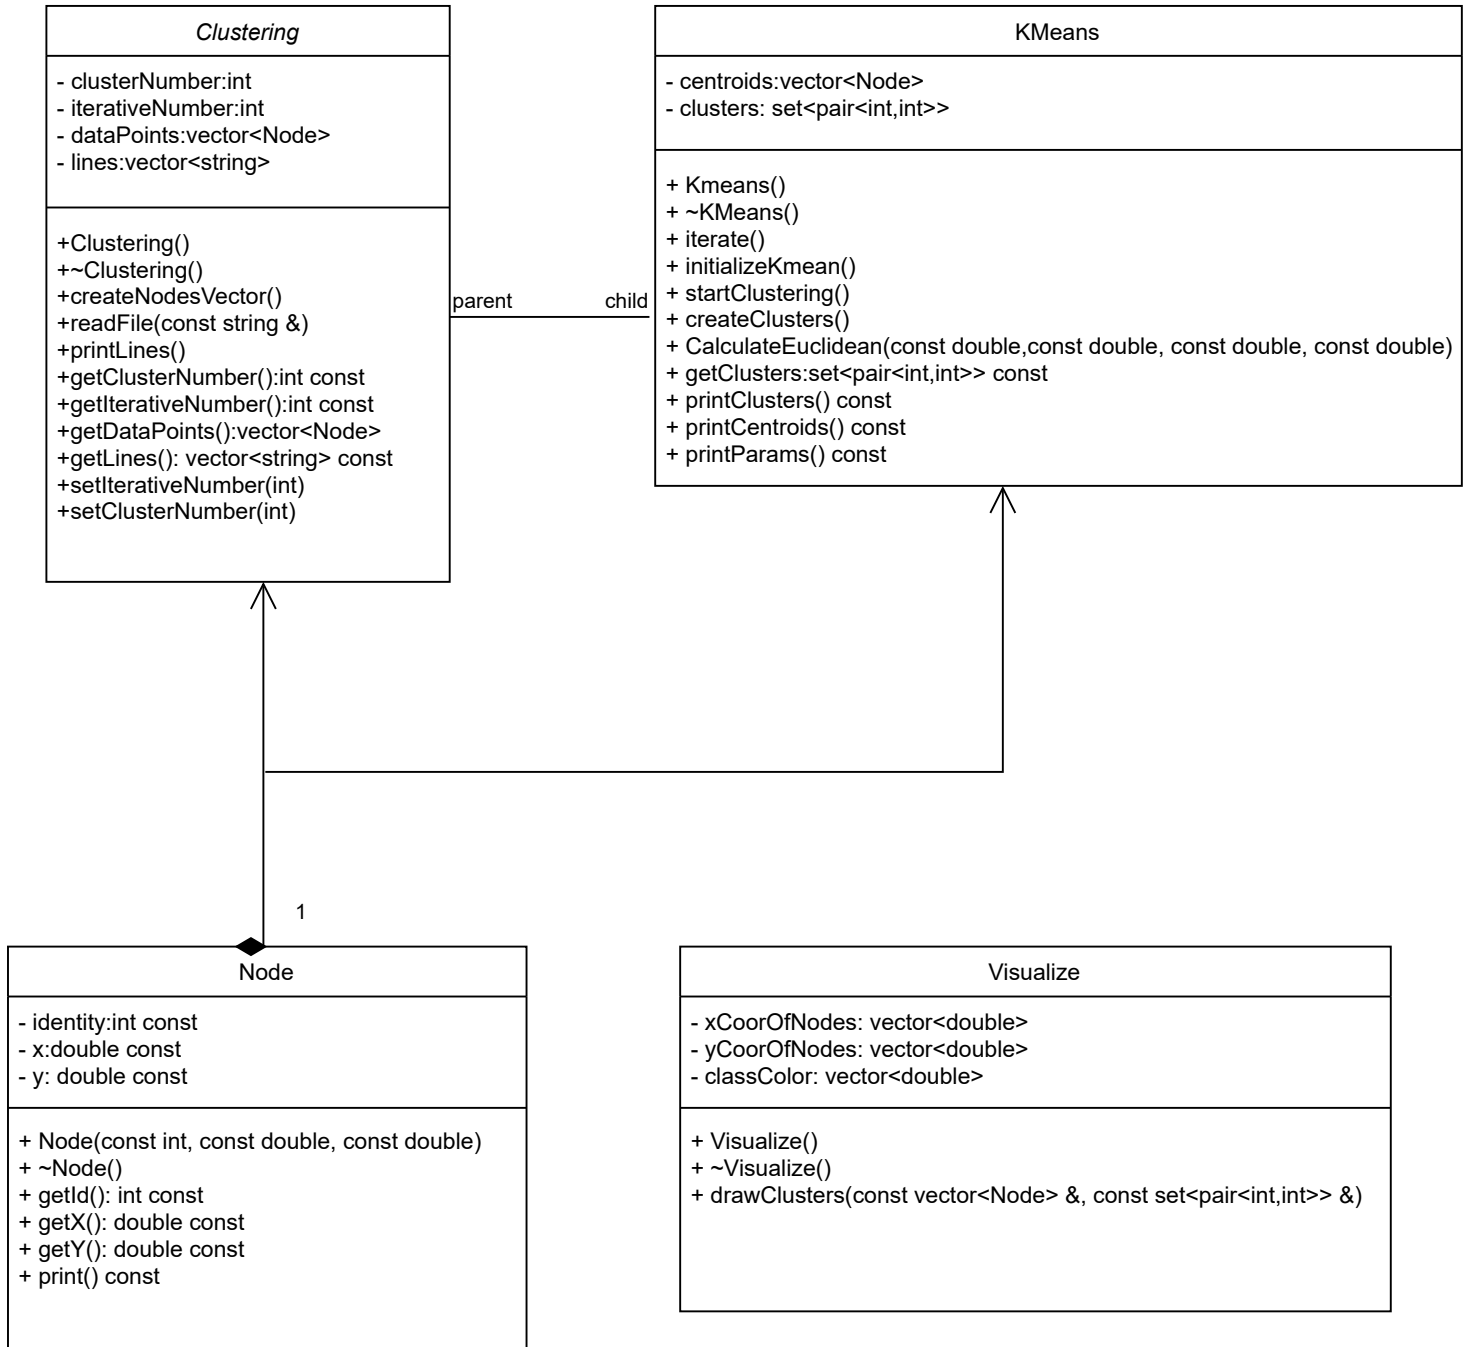 Clustering
- clusterNumber:int
- iterativeNumber:int
- dataPoints:vector<Node>
- lines:vector<string>
+Clustering()
+~Clustering()
+createNodesVector()
+readFile(const string &)
+printLines()
+getClusterNumber():int const
+getIterativeNumber():int const
+getDataPoints():vector<Node>
+getLines(): vector<string> const
+setIterativeNumber(int)
+setClusterNumber(int)
parent
child
KMeans
- centroids:vector<Node>
- clusters: set<pair<int,int>>
+ Kmeans()
+ ~KMeans()
+ iterate()
+ initializeKmean()
+ startClustering()
+ createClusters()
+ CalculateEuclidean(const double,const double, const double, const double)
+ getClusters:set<pair<int,int>> const
+ printClusters() const
+ printCentroids() const
+ printParams() const
1
Node
- identity:int const
- x:double const
- y: double const
+ Node(const int, const double, const double)
+ ~Node()
+ getId(): int const
+ getX(): double const
+ getY(): double const
+ print() const
Visualize
- xCoorOfNodes: vector<double>
- yCoorOfNodes: vector<double>
- classColor: vector<double>
+ Visualize()
+ ~Visualize()
+ drawClusters(const vector<Node> &, const set<pair<int,int>> &)